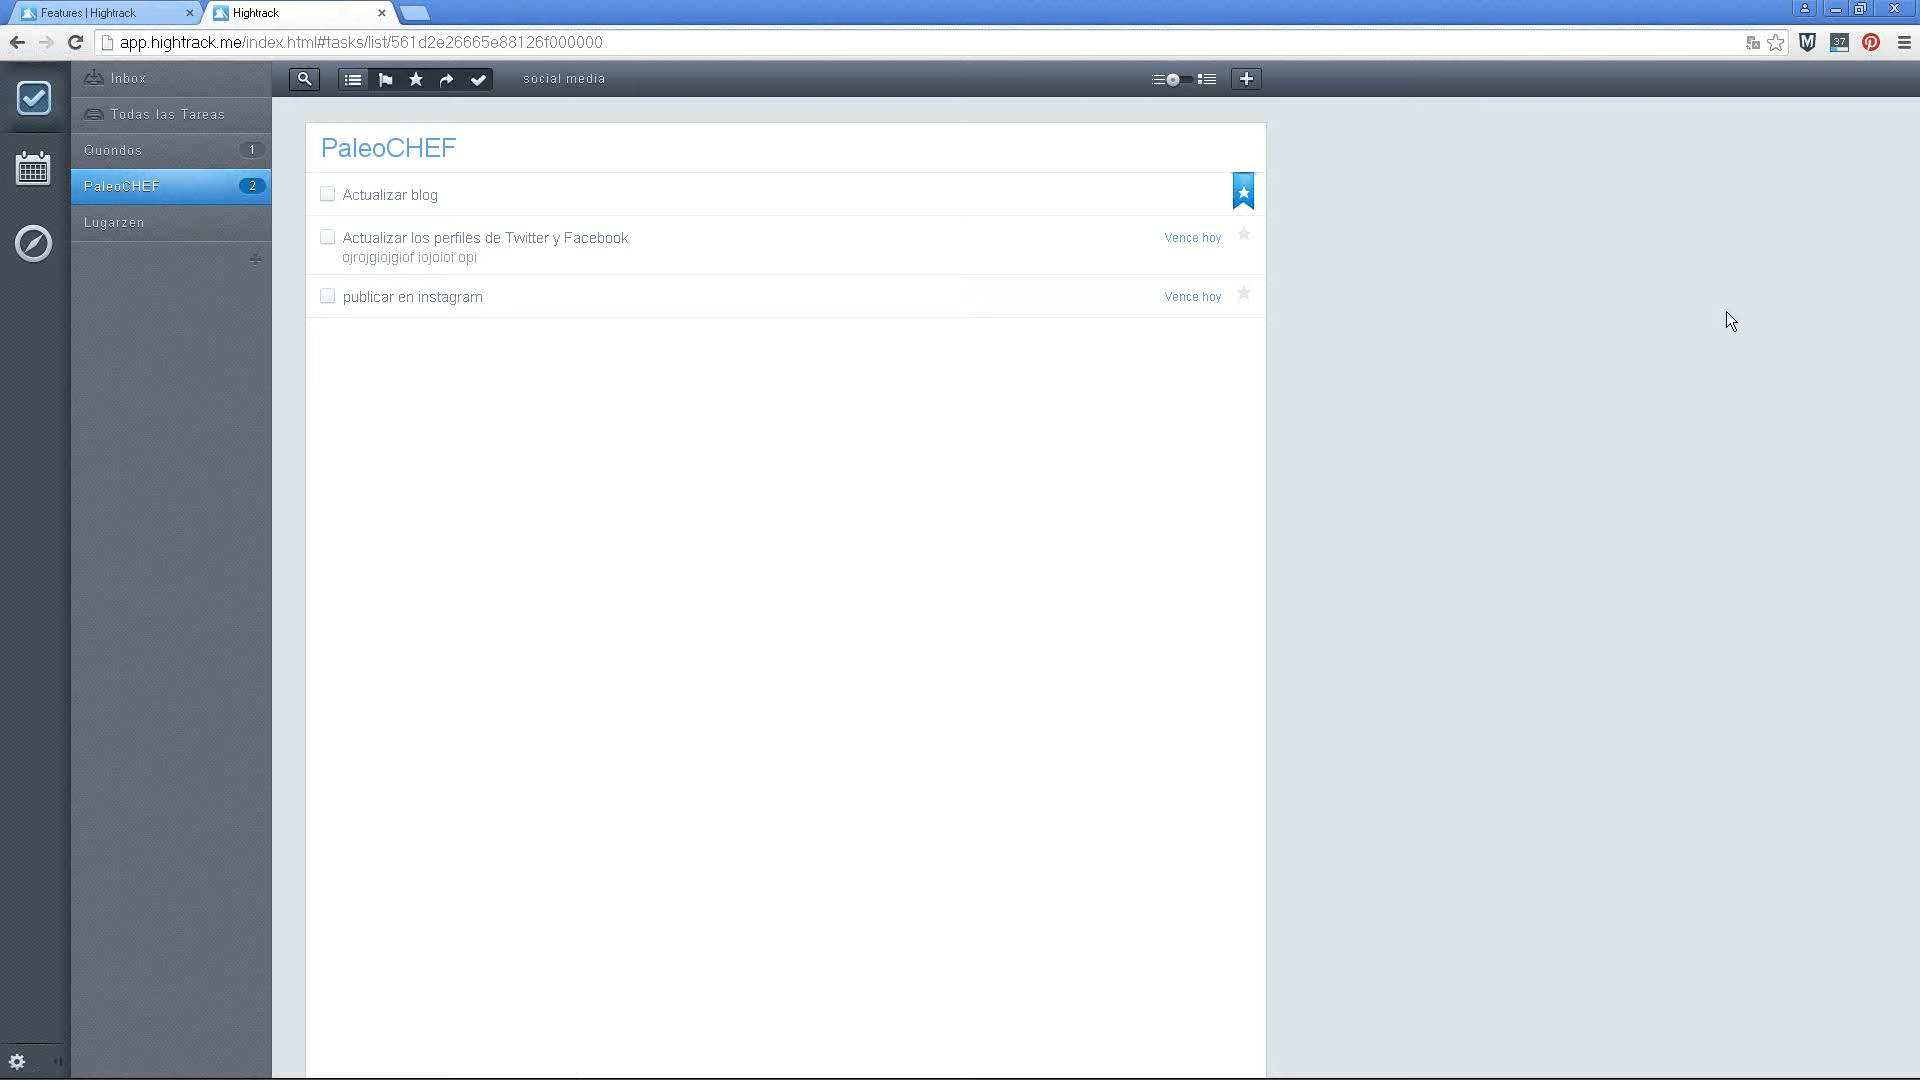 Features | Hightrack
Hightrack
app.hightrack.me/index.html#tasks/list/561d2e26665e88126f000000
37
Inbox
Todas las Tareas
Quondos 1
PaleoCHEF 2
Lugarzen
social media
PaleoCHEF
Actualizar blog
Actualizar los perfiles de Twitter y Facebook Vence hoy
ojrojgiojgiof iojoioi opi
publicar en instagram Vence hoy